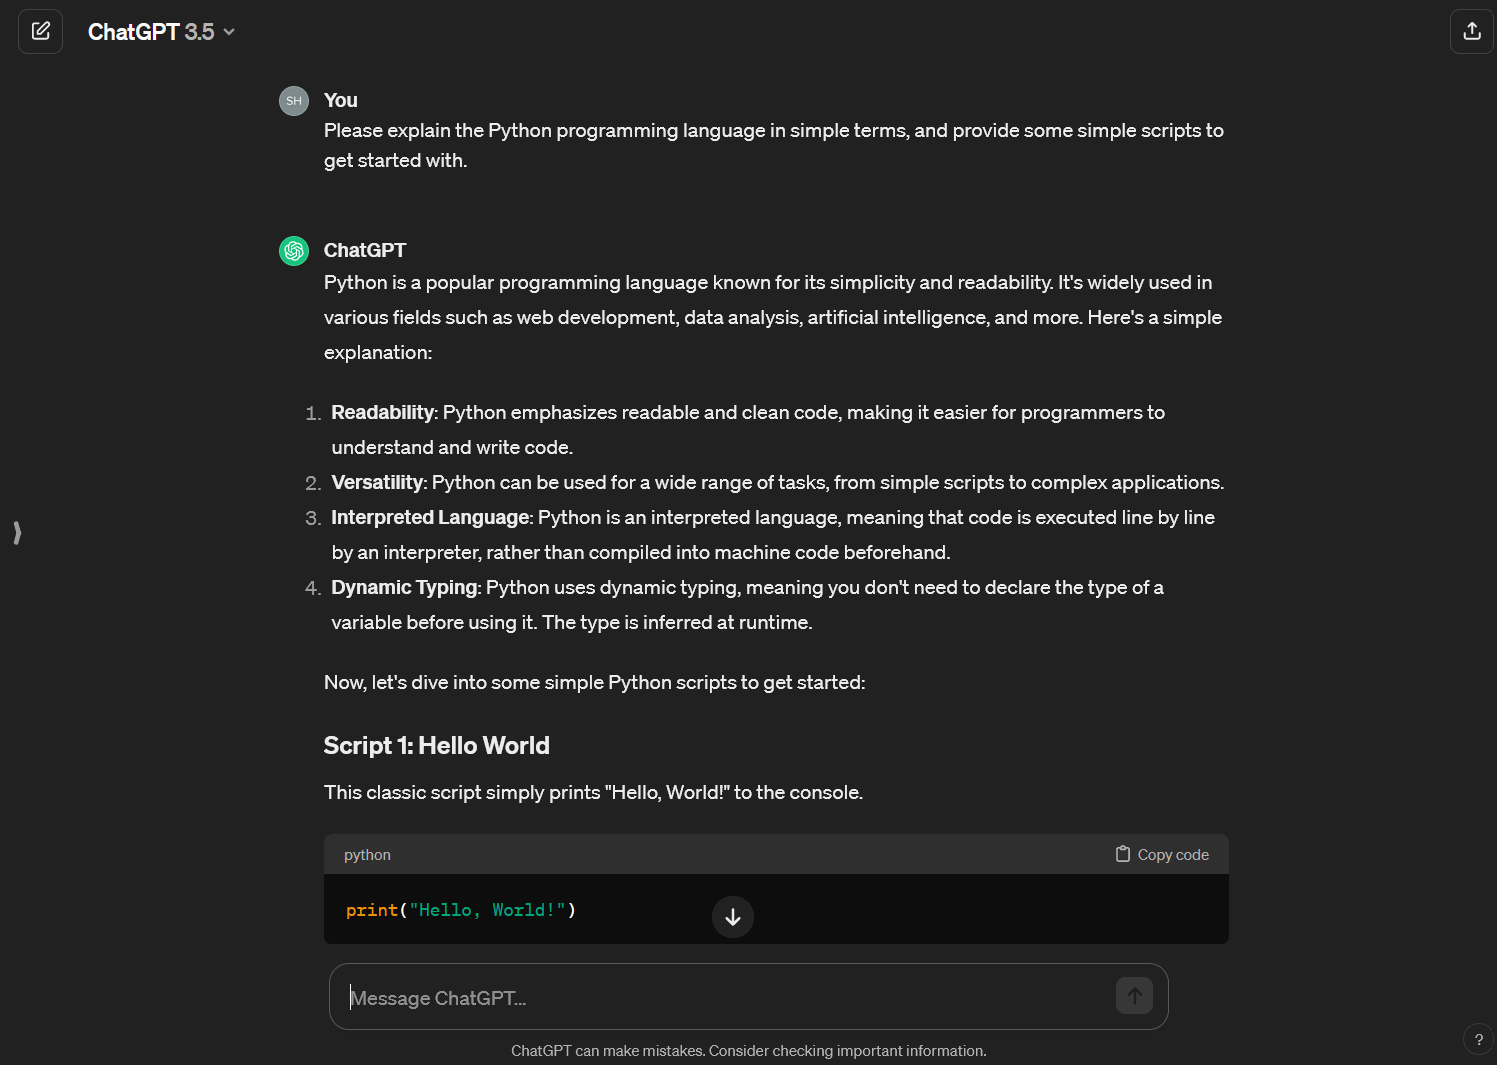 ChatGPT 3.5
SH
You
Please explain the Python programming language in simple terms, and provide some simple scripts to
get started with.
ChatGPT
Python is a popular programming language known for its simplicity and readability. It's widely used in
various fields such as web development, data analysis, artificial intelligence, and more. Here's a simple
explanation:
1. Readability: Python emphasizes readable and clean code, making it easier for programmers to
understand and write code.
2. Versatility: Python can be used for a wide range of tasks, from simple scripts to complex applications.
3. Interpreted Language: Python is an interpreted language, meaning that code is executed line by line
by an interpreter, rather than compiled into machine code beforehand.
4. Dynamic Typing: Python uses dynamic typing, meaning you don't need to declare the type of a
variable before using it. The type is inferred at runtime.
Now, let's dive into some simple Python scripts to get started:
Script 1: Hello World
This classic script simply prints "Hello, World!" to the console.
python
Copy code
print("Hello, World!")
Message ChatGPT...
ChatGPT can make mistakes. Consider checking important information.
?